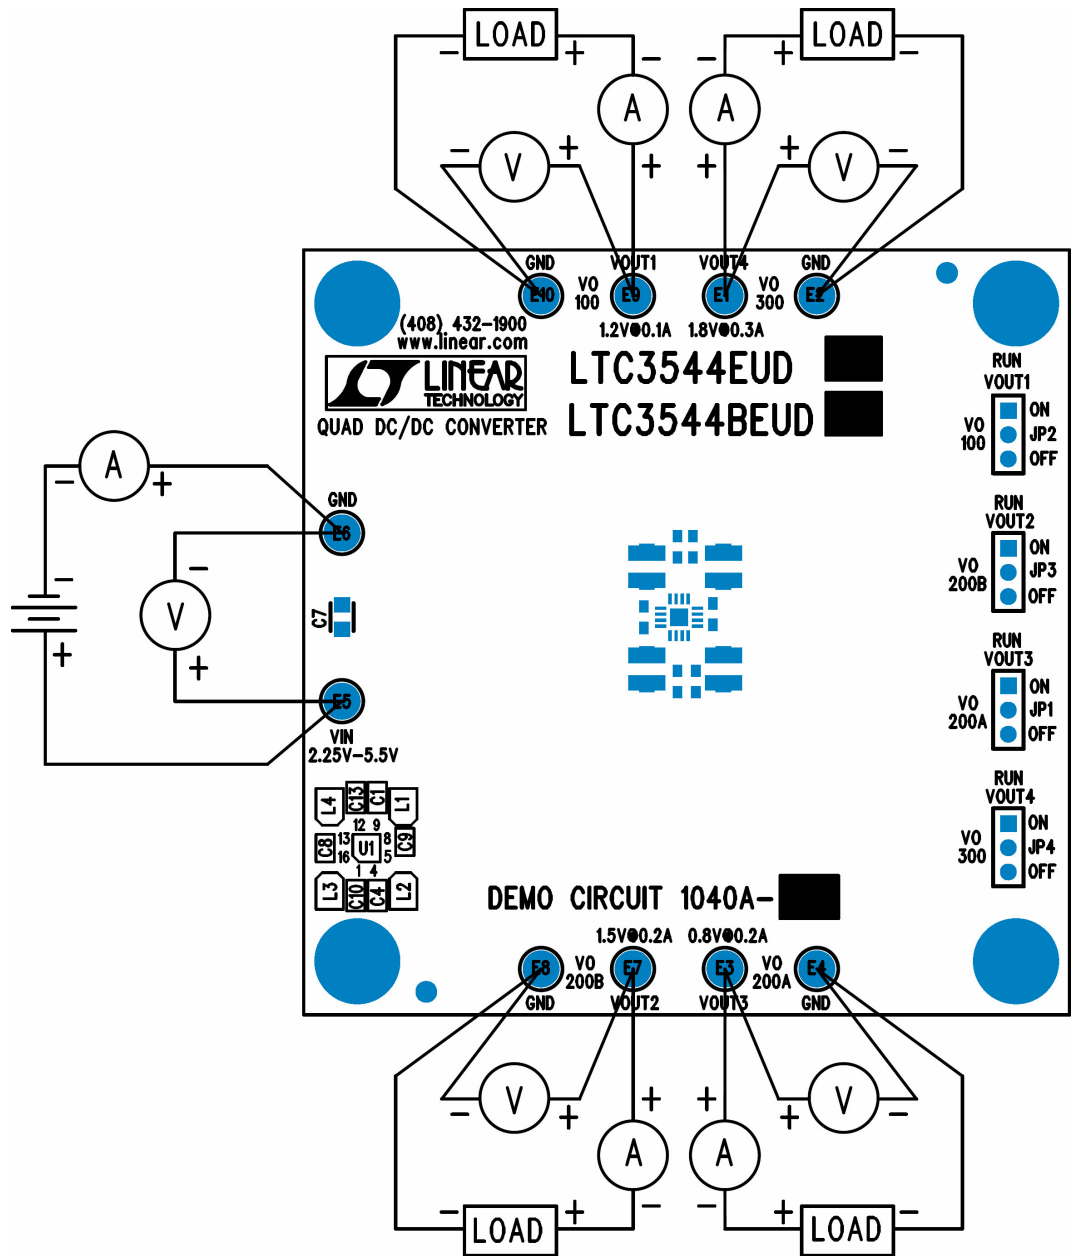 LOAD
LOAD
- +
- +
+ -
- +
A
A
V
V
- +
+ -
+ +
GND
VOUT1
VOUT4
GND
E10
VO
100
E9
E1
VO
300
E2
1.2V@0.1A
1.8V@0.3A
(408) 432-1900
www.linear.com
LINEAR
TECHNOLOGY
QUAD DC/DC CONVERTER
LTC3544EUD
LTC3544BEUD
RUN
VOUT1
VO
100
ON
JP2
OFF
RUN
VOUT2
VO
200B
ON
JP3
OFF
RUN
VOUT3
VO
200A
ON
JP1
OFF
RUN
VOUT4
VO
300
ON
JP4
OFF
A
- +
GND
E6
-
-
V
C7
+
+
E5
VIN
2.25V-5.5V
L4
C13
C1
L1
12 9
C8
13
16
U1
8
5
C9
1 4
L3
C10
C4
L2
DEMO CIRCUIT 1040A-
1.5V@0.2A
0.8V@0.2A
E8
VO
200B
E7
E3
VO
200A
E4
GND
VOUT2
VOUT3
GND
V
V
- +
+ -
+ +
A
A
- -
- +
+ -
LOAD
LOAD